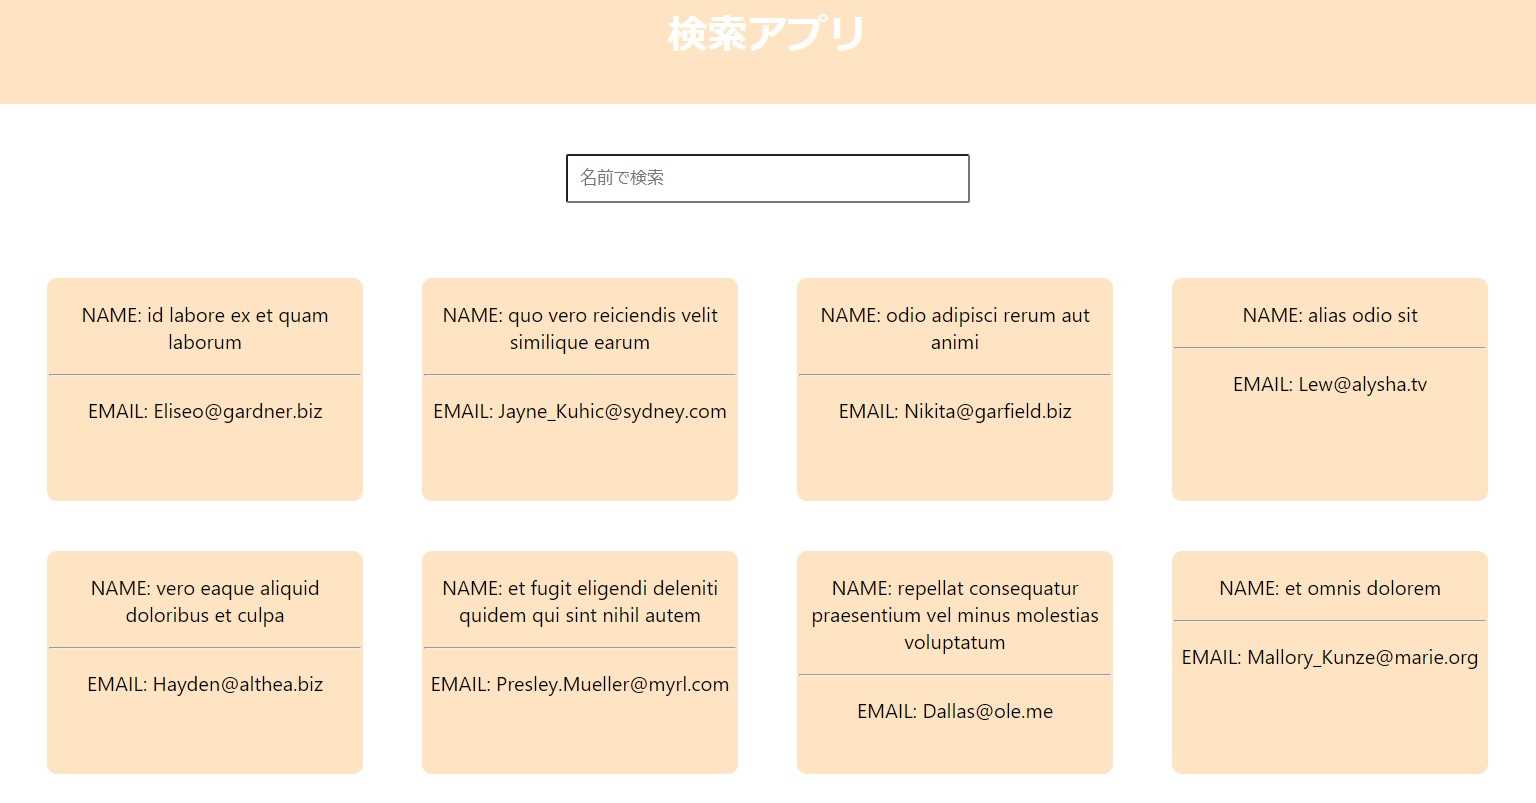 検索アプリ
名前で検索
NAME: id labore ex et quam
laborum
EMAIL: Eliseo@gardner.biz
NAME: quo vero reiciendis velit
similique earum
EMAIL: Jayne_Kuhic@sydney.com
NAME: odio adipisci rerum aut
animi
EMAIL: Nikita@garfield.biz
NAME: alias odio sit
EMAIL: Lew@alysha.tv
NAME: vero eaque aliquid
doloribus et culpa
EMAIL: Hayden@althea.biz
NAME: et fugit eligendi deleniti
quidem qui sint nihil autem
EMAIL: Presley.Mueller@myrl.com
NAME: repellat consequatur
praesentium vel minus molestias
voluptatum
EMAIL: Dallas@ole.me
NAME: et omnis dolorem
EMAIL: Mallory_Kunze@marie.org